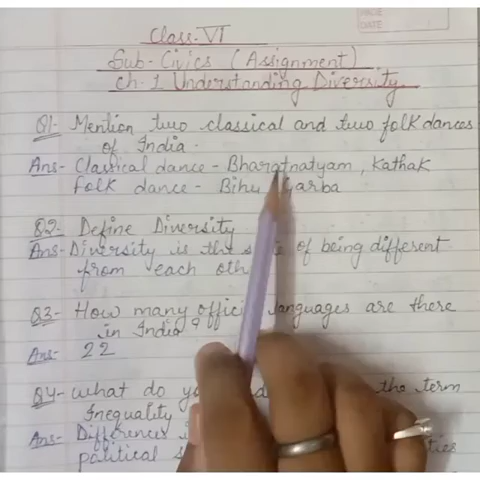 PAGE
DATE
Class-VI
Sub-Civics (Assignment)
Ch-1 Understanding Diversity
Q1- Mention two classical and two folk dances
of India.
Ans- Classical dance - Bharatnatyam, Kathak
Folk dance - Bihu Garba
Q2- Define Diversity
Ans- Diversity is the of being different
from each
Q3- How many languages are there
in India?
Ans- 22
Q4- What do the term
Inequality
Ans- Differences
political